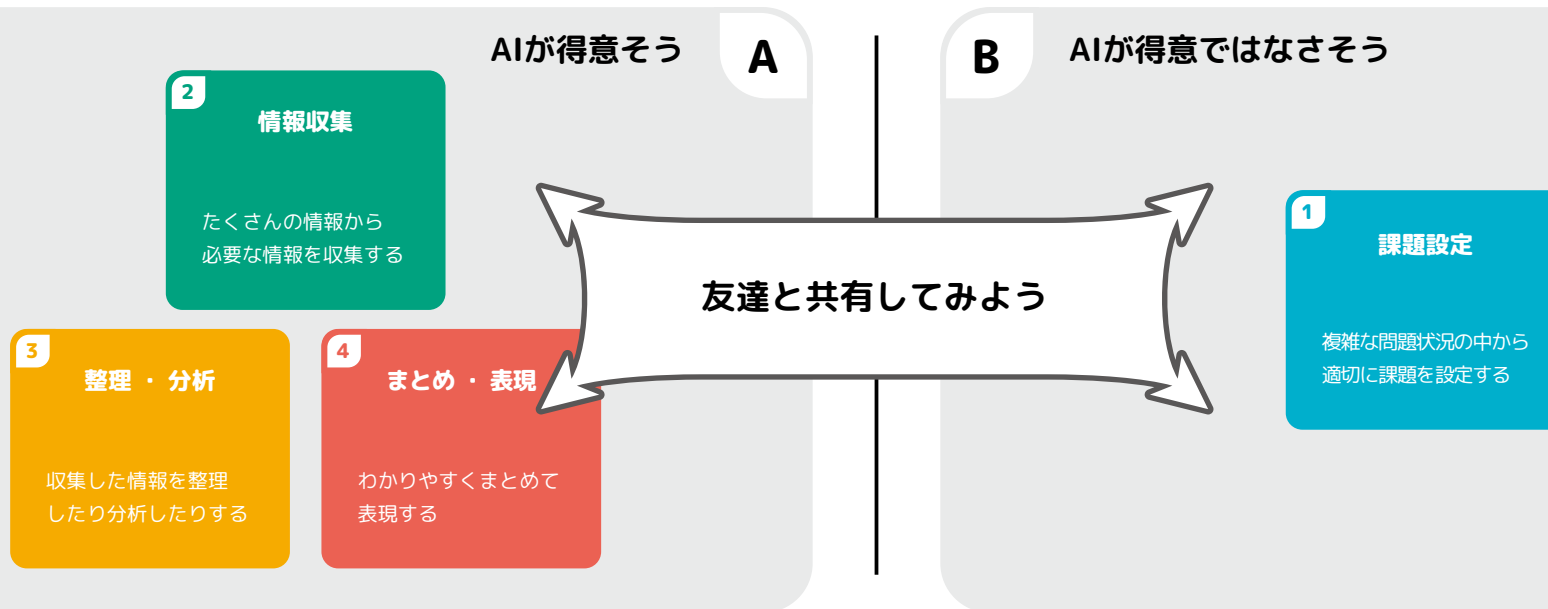 AIが得意そう
A
B
AIが得意ではなさそう
2
情報収集
たくさんの情報から
必要な情報を収集する
3
整理 ・ 分析
収集した情報を整理
したり分析したりする
4
まとめ ・ 表現
わかりやすくまとめて
表現する
友達と共有してみよう
1
課題設定
複雑な問題状況の中から
適切に課題を設定する